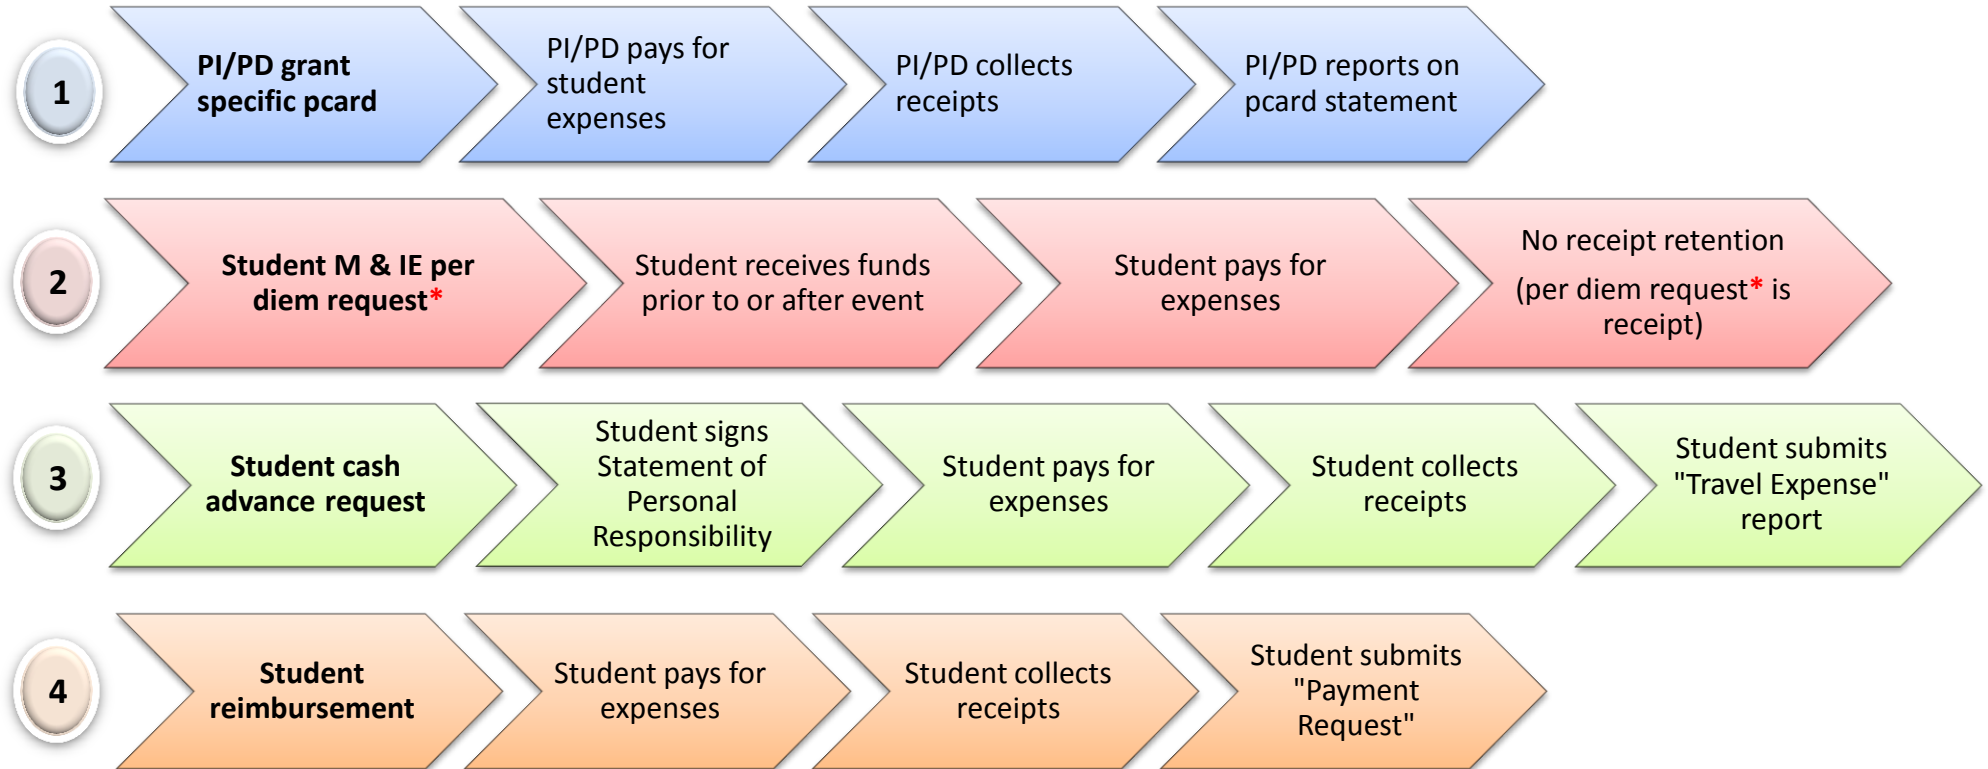 1
PI/PD grant
specific pcard
PI/PD pays for
student
expenses
PI/PD collects
receipts
PI/PD reports on
pcard statement
2
Student M & IE per
diem request*
Student receives funds
prior to or after event
Student pays for
expenses
No receipt retention
(per diem request* is
receipt)
3
Student cash
advance request
Student signs
Statement of
Personal
Responsibility
Student pays for
expenses
Student collects
receipts
Student submits
"Travel Expense"
report
4
Student
reimbursement
Student pays for
expenses
Student collects
receipts
Student submits
"Payment
Request"